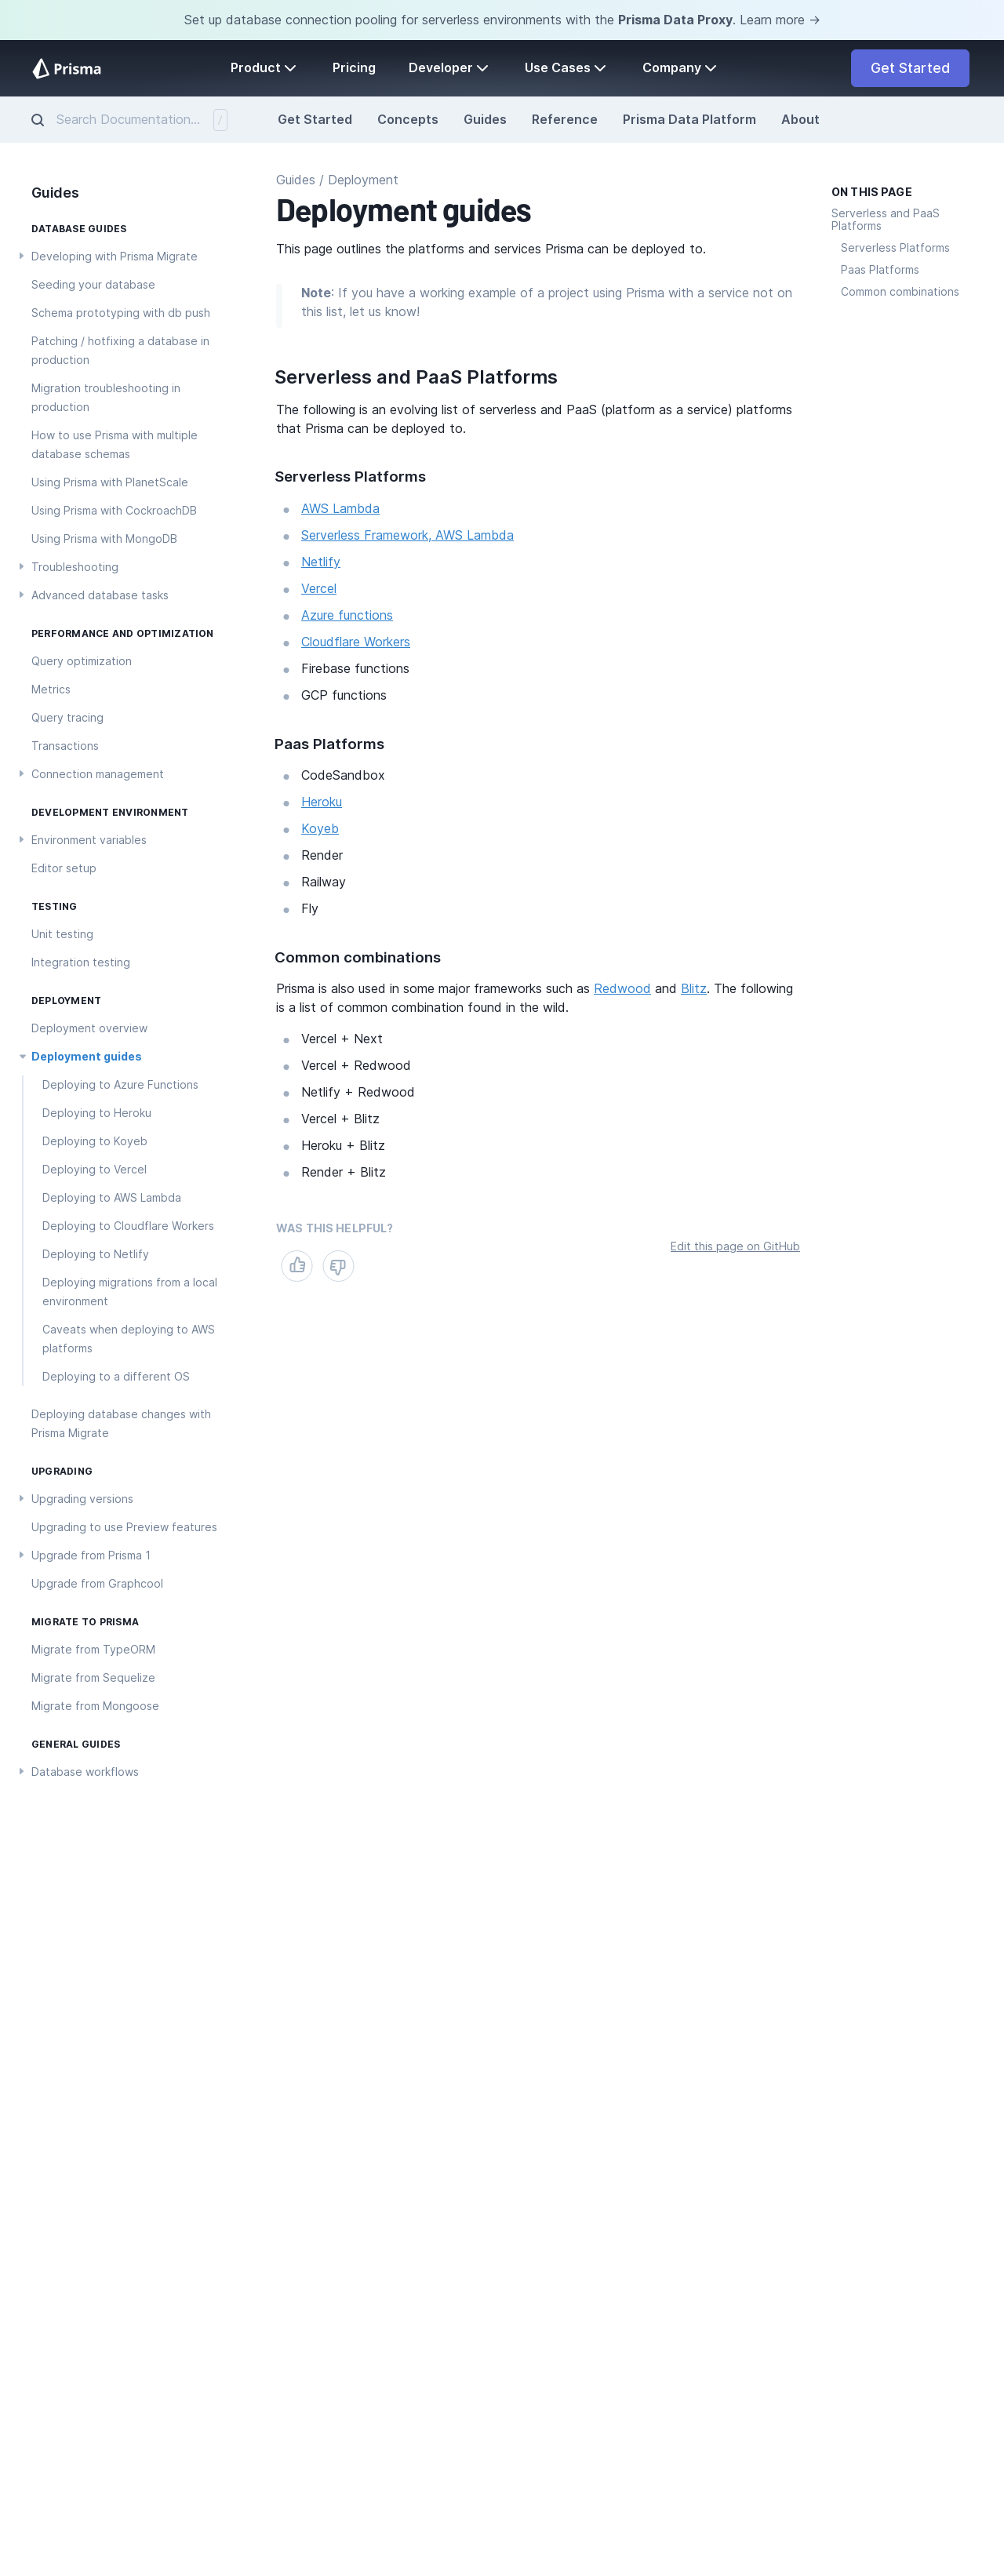 Set up database connection pooling for serverless environments with the Prisma Data Proxy. Learn more →
Prisma
Product
Pricing
Developer
Use Cases
Company
Get Started
Search Documentation...
/
Get Started
Concepts
Guides
Reference
Prisma Data Platform
About
Guides
DATABASE GUIDES
Developing with Prisma Migrate
Seeding your database
Schema prototyping with db push
Patching / hotfixing a database in
production
Migration troubleshooting in
production
How to use Prisma with multiple
database schemas
Using Prisma with PlanetScale
Using Prisma with CockroachDB
Using Prisma with MongoDB
Troubleshooting
Advanced database tasks
PERFORMANCE AND OPTIMIZATION
Query optimization
Metrics
Query tracing
Transactions
Connection management
DEVELOPMENT ENVIRONMENT
Environment variables
Editor setup
TESTING
Unit testing
Integration testing
DEPLOYMENT
Deployment overview
Deployment guides
Deploying to Azure Functions
Deploying to Heroku
Deploying to Koyeb
Deploying to Vercel
Deploying to AWS Lambda
Deploying to Cloudflare Workers
Deploying to Netlify
Deploying migrations from a local
environment
Caveats when deploying to AWS
platforms
Deploying to a different OS
Deploying database changes with
Prisma Migrate
UPGRADING
Upgrading versions
Upgrading to use Preview features
Upgrade from Prisma 1
Upgrade from Graphcool
MIGRATE TO PRISMA
Migrate from TypeORM
Migrate from Sequelize
Migrate from Mongoose
GENERAL GUIDES
Database workflows
Guides / Deployment
Deployment guides
This page outlines the platforms and services Prisma can be deployed to.
Note: If you have a working example of a project using Prisma with a service not on
this list, let us know!
Serverless and PaaS Platforms
The following is an evolving list of serverless and PaaS (platform as a service) platforms
that Prisma can be deployed to.
Serverless Platforms
AWS Lambda
Serverless Framework, AWS Lambda
Netlify
Vercel
Azure functions
Cloudflare Workers
Firebase functions
GCP functions
Paas Platforms
CodeSandbox
Heroku
Koyeb
Render
Railway
Fly
Common combinations
Prisma is also used in some major frameworks such as Redwood and Blitz. The following
is a list of common combination found in the wild.
Vercel + Next
Vercel + Redwood
Netlify + Redwood
Vercel + Blitz
Heroku + Blitz
Render + Blitz
WAS THIS HELPFUL?
Edit this page on GitHub
ON THIS PAGE
Serverless and PaaS
Platforms
Serverless Platforms
Paas Platforms
Common combinations